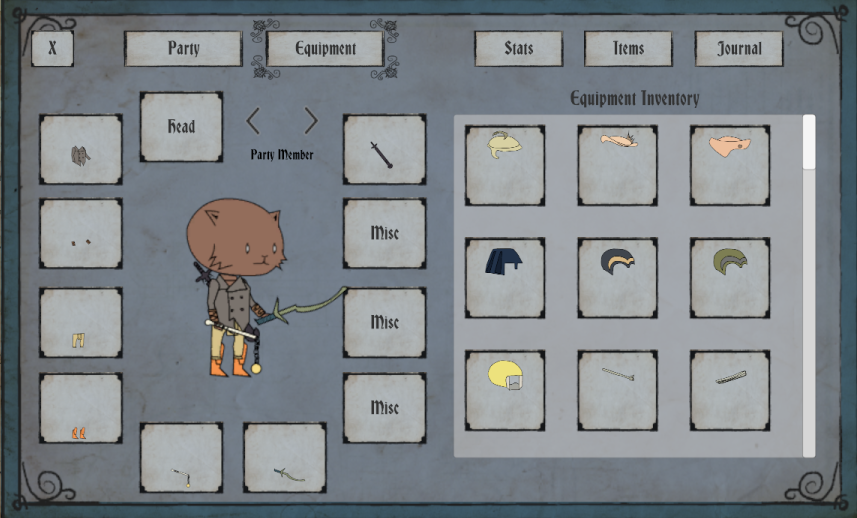 X
Party
Equipment
Stats
Items
Journal
Head
Party Member
Equipment Inventory
Misc
Misc
Misc